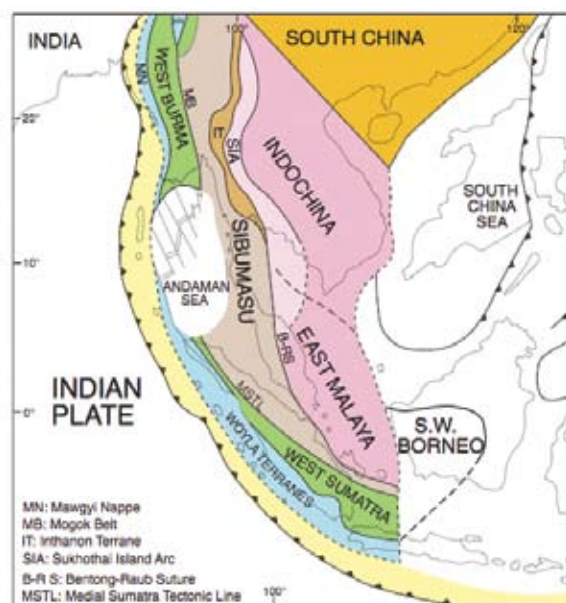 INDIA
100°
120°
SOUTH CHINA
MN
WEST BURMA
MB
20°
IT
SIA
INDOCHINA
SOUTH
CHINA
SEA
SIBUMASU
10°
ANDAMAN
SEA
B-RS
EAST MALAYA
INDIAN
PLATE
MSTL
0°
S.W.
BORNEO
WOYLA TERRANES
WEST SUMATRA
MN: Mawgyi Nappe
MB: Mogok Belt
IT: Inthanon Terrane
SIA: Sukhothai Island Arc
B-R S: Bentong-Raub Suture
MSTL: Medial Sumatra Tectonic Line
100°